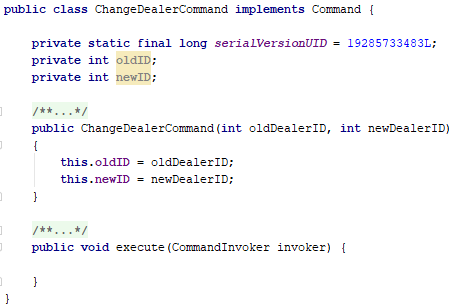 public class ChangeDealerCommand implements Command {
private static final long serialVersionUID = 19285733483L;
private int oldID;
private int newID;
/**...*/
public ChangeDealerCommand(int oldDealerID, int newDealerID)
{
this.oldID = oldDealerID;
this.newID = newDealerID;
}
/**...*/
public void execute(CommandInvoker invoker) {
}
}